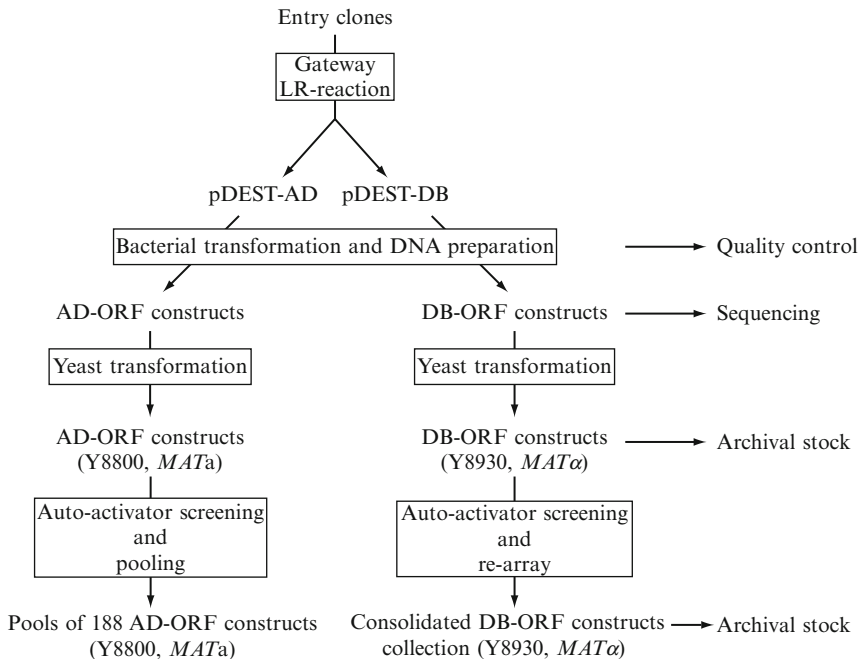 Entry clones
Gateway
LR-reaction
pDEST-AD
pDEST-DB
Bacterial transformation and DNA preparation
Quality control
AD-ORF constructs
DB-ORF constructs
Sequencing
Yeast transformation
Yeast transformation
AD-ORF constructs
(Y8800, MATa)
DB-ORF constructs
(Y8930, MATα)
Archival stock
Auto-activator screening
and
pooling
Auto-activator screening
and
re-array
Pools of 188 AD-ORF constructs
(Y8800, MATa)
Consolidated DB-ORF constructs
collection (Y8930, MATα)
Archival stock